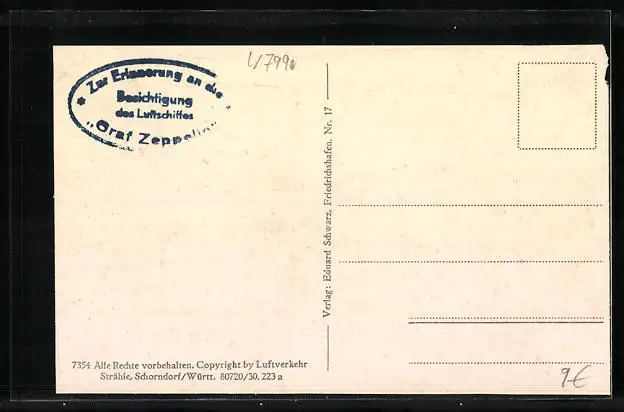 * Zur Erinnerung an die
Besichtigung
des Luftschiffes
„Graf Zeppelin"
Verlag: Eduard Schwarz, Friedrichshafen. Nr. 17
7354 Alle Rechte vorbehalten. Copyright by Luftverkehr
Strähle, Schorndorf/Württ. 80720/30. 223 a
9€